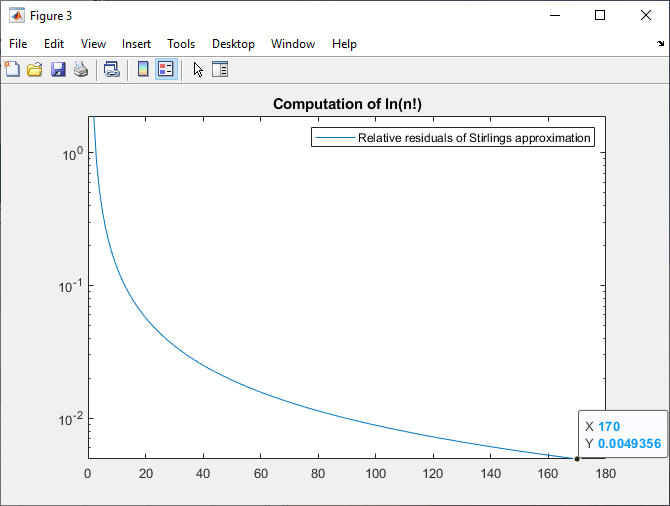 Figure 3
File Edit View Insert Tools Desktop Window Help
Computation of ln(n!)
Relative residuals of Stirlings approximation
10^0
10^-1
10^-2
X 170
Y 0.0049356
0 20 40 60 80 100 120 140 160 180